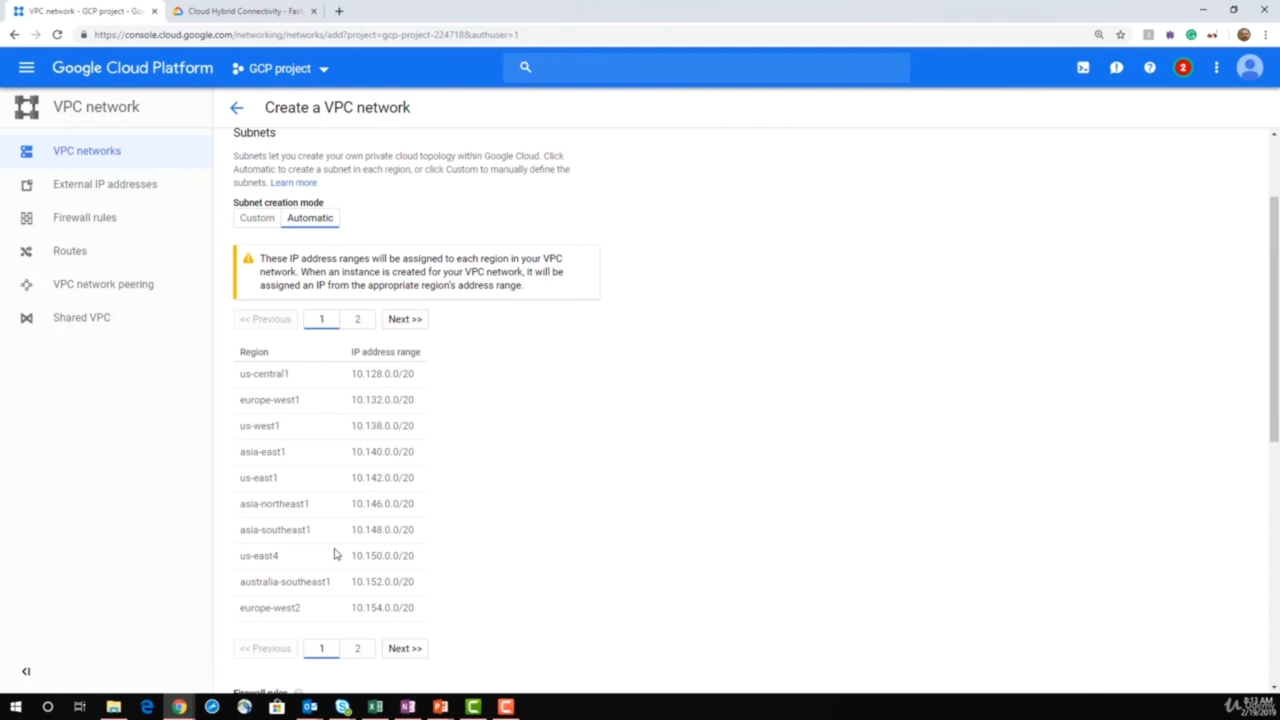 VPC network - GCP project - Go
Cloud Hybrid Connectivity - Fast
https://console.cloud.google.com/networking/networks/add?project=gcp-project-224718&authuser=1
Google Cloud Platform
GCP project
2
VPC network
Create a VPC network
VPC networks
External IP addresses
Firewall rules
Routes
VPC network peering
Shared VPC
Subnets
Subnets let you create your own private cloud topology within Google Cloud. Click
Automatic to create a subnet in each region, or click Custom to manually define the
subnets. Learn more
Subnet creation mode
Custom Automatic
These IP address ranges will be assigned to each region in your VPC
network. When an instance is created for your VPC network, it will be
assigned an IP from the appropriate region's address range.
<< Previous 1 2 Next >>
Region IP address range
us-central1 10.128.0.0/20
europe-west1 10.132.0.0/20
us-west1 10.138.0.0/20
asia-east1 10.140.0.0/20
us-east1 10.142.0.0/20
asia-northeast1 10.146.0.0/20
asia-southeast1 10.148.0.0/20
us-east4 10.150.0.0/20
australia-southeast1 10.152.0.0/20
europe-west2 10.154.0.0/20
<< Previous 1 2 Next >>
Firewall rules
8:13 AM
2/19/2019